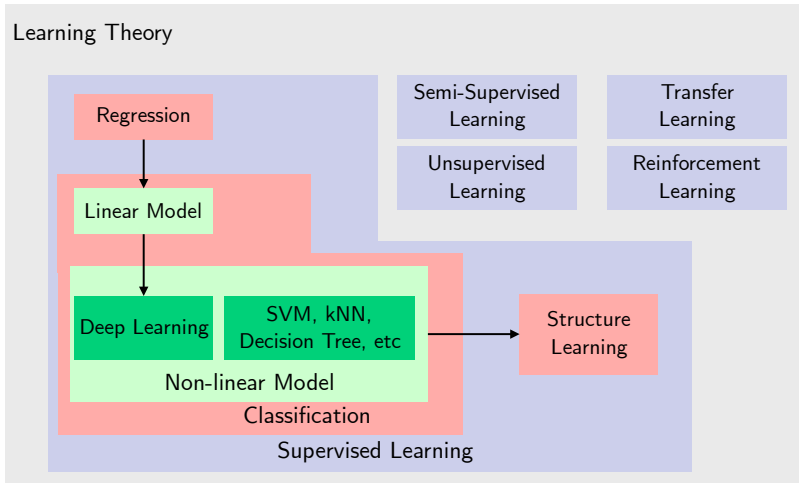 Learning Theory
Regression
Semi-Supervised
Learning
Transfer
Learning
Unsupervised
Learning
Reinforcement
Learning
Linear Model
Deep Learning
SVM, kNN,
Decision Tree, etc
Structure
Learning
Non-linear Model
Classification
Supervised Learning